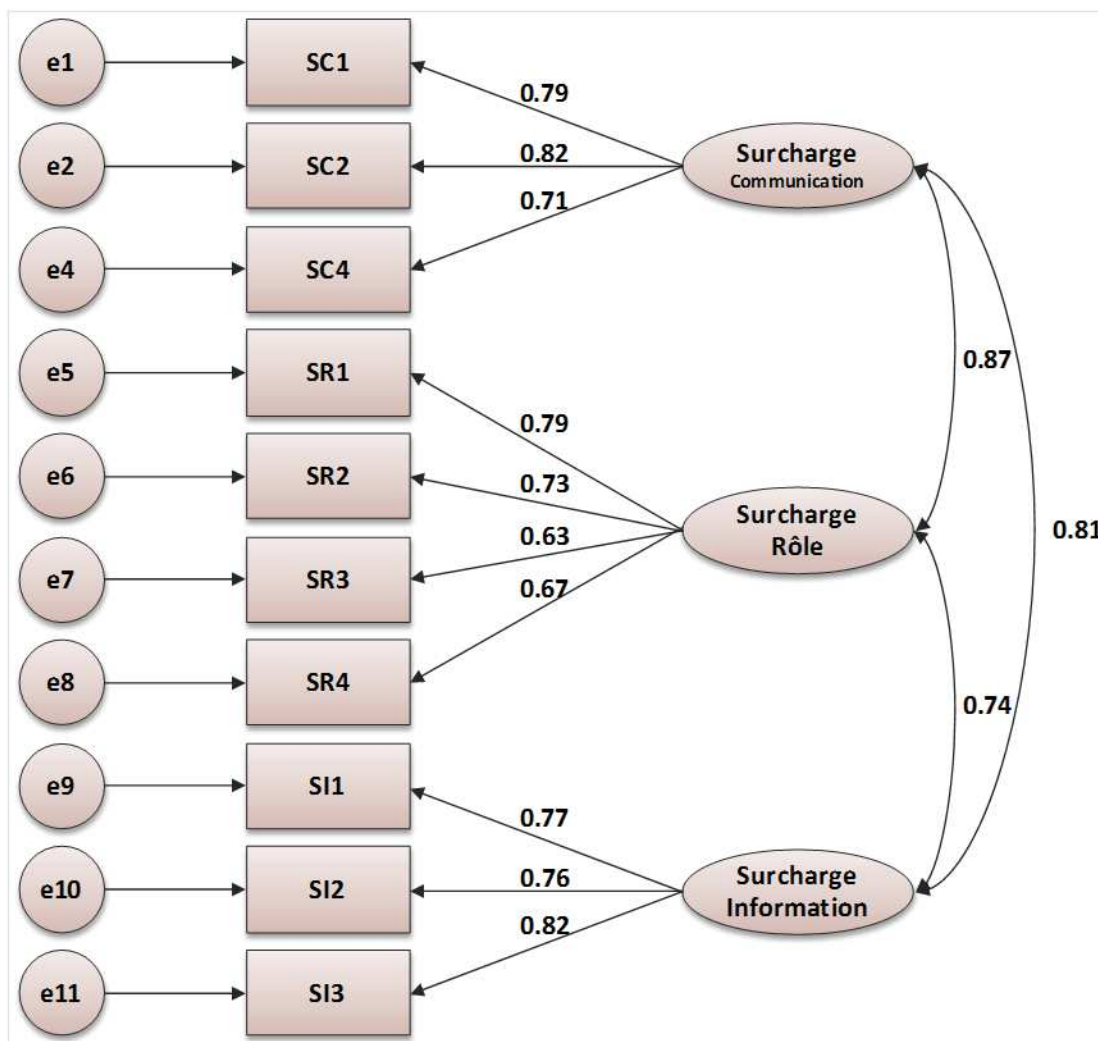 e1
SC1
0.79
e2
SC2
0.82
Surcharge
Communication
0.71
e4
SC4
e5
SR1
0.87
0.79
e6
SR2
0.73
Surcharge
Rôle
0.81
0.63
e7
SR3
0.67
e8
SR4
0.74
e9
SI1
0.77
e10
SI2
0.76
Surcharge
Information
0.82
e11
SI3